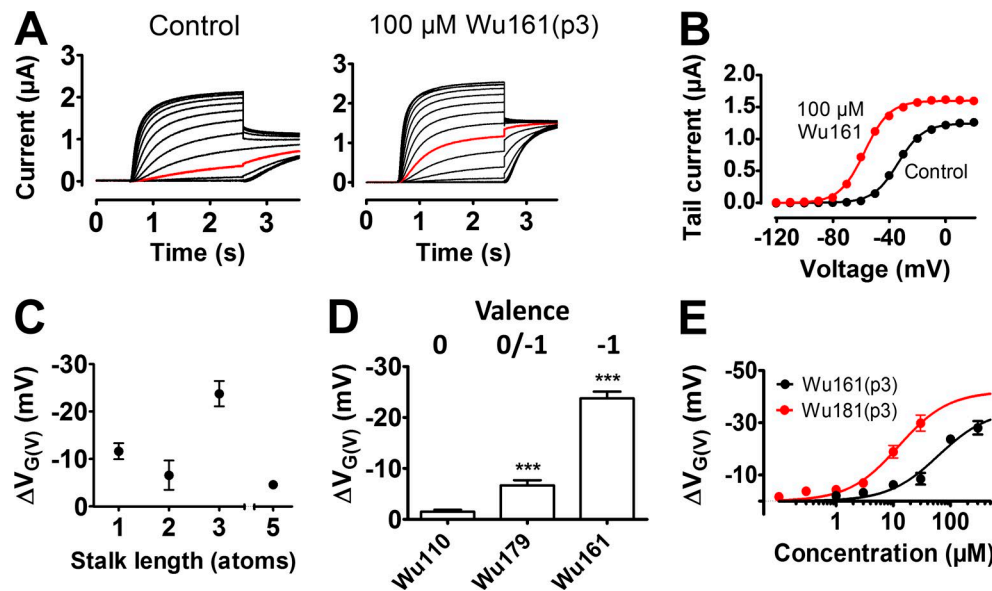 A
Control
100 µM Wu161(p3)
Current (µA)
3
2
1
0
0 1 2 3
Time (s)
3
2
1
0
0 1 2 3
Time (s)
B
Tail current (µA)
2.0
1.5
1.0
0.5
0.0
100 µM
Wu161
Control
-120 -80 -40 0
Voltage (mV)
C
ΔVG(V) (mV)
-30
-20
-10
0
1 2 3 5
Stalk length (atoms)
D
Valence
0 0/-1 -1
ΔVG(V) (mV)
-30
-20
-10
0
***
***
Wu110 Wu179 Wu161
E
ΔVG(V) (mV)
-50
-30
-10
Wu161(p3)
Wu181(p3)
1 10 100
Concentration (µM)